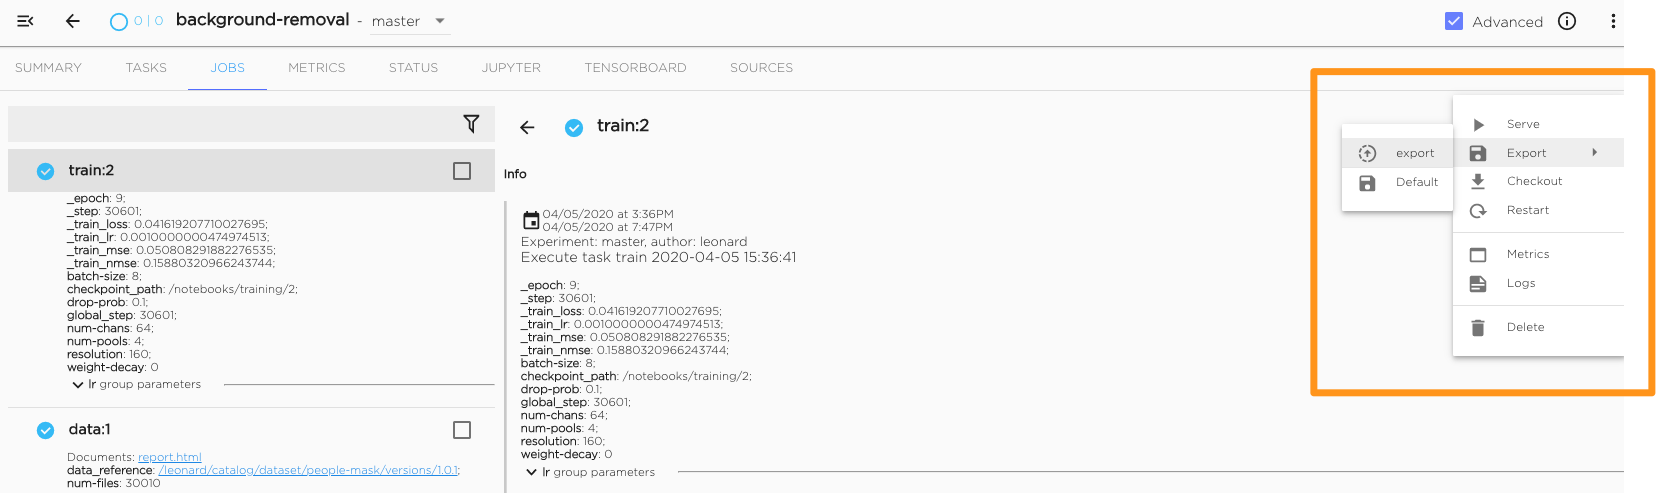 0 | 0 background-removal - master Advanced
SUMMARY TASKS JOBS METRICS STATUS JUPYTER TENSORBOARD SOURCES
train:2
_epoch: 9;
_step: 30601;
_train_loss: 0.041619207710027695;
_train_lr: 0.0010000000474974513;
_train_mse: 0.050808291882276535;
_train_nmse: 0.15880320966243744;
batch-size: 8;
checkpoint_path: /notebooks/training/2;
drop-prob: 0.1;
global_step: 30601;
num-chans: 64;
num-pools: 4;
resolution: 160;
weight-decay: 0
lr group parameters
data:1
Documents: report.html
data_reference: /leonard/catalog/dataset/people-mask/versions/1.0.1;
num-files: 30010
train:2
Info
04/05/2020 at 3:36PM
04/05/2020 at 7:47PM
Experiment: master, author: leonard
Execute task train 2020-04-05 15:36:41
_epoch: 9;
_step: 30601;
_train_loss: 0.041619207710027695;
_train_lr: 0.0010000000474974513;
_train_mse: 0.050808291882276535;
_train_nmse: 0.15880320966243744;
batch-size: 8;
checkpoint_path: /notebooks/training/2;
drop-prob: 0.1;
global_step: 30601;
num-chans: 64;
num-pools: 4;
resolution: 160;
weight-decay: 0
lr group parameters
export
Default
Serve
Export
Checkout
Restart
Metrics
Logs
Delete